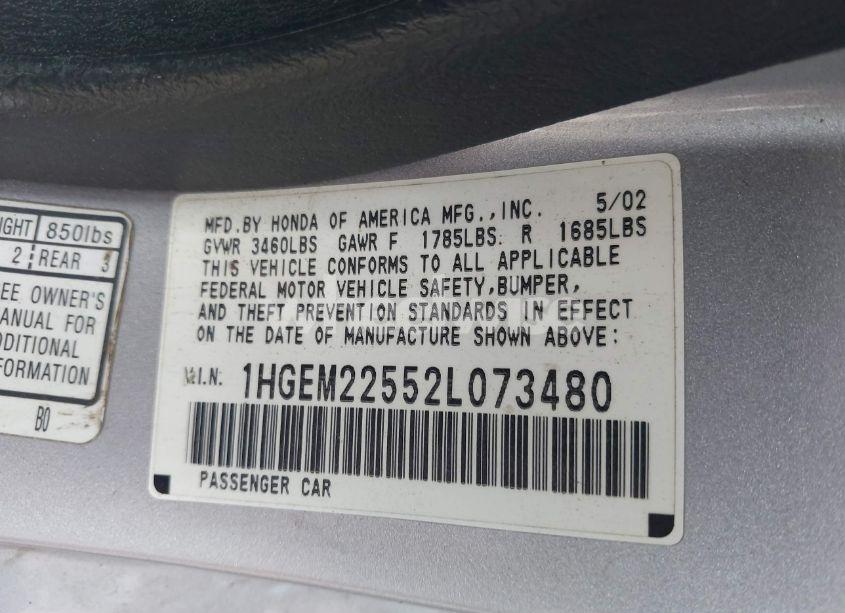 IGHT 850lbs
2 REAR 3
EE OWNER'S
ANUAL FOR
DDITIONAL
FORMATION
B0
MFD.BY HONDA OF AMERICA MFG.,INC. 5/02
GVWR 3460LBS GAWR F 1785LBS R 1685LBS
THIS VEHICLE CONFORMS TO ALL APPLICABLE
FEDERAL MOTOR VEHICLE SAFETY,BUMPER,
AND THEFT PREVENTION STANDARDS IN EFFECT
ON THE DATE OF MANUFACTURE SHOWN ABOVE:
V.I.N: 1HGEM22552L073480
PASSENGER CAR